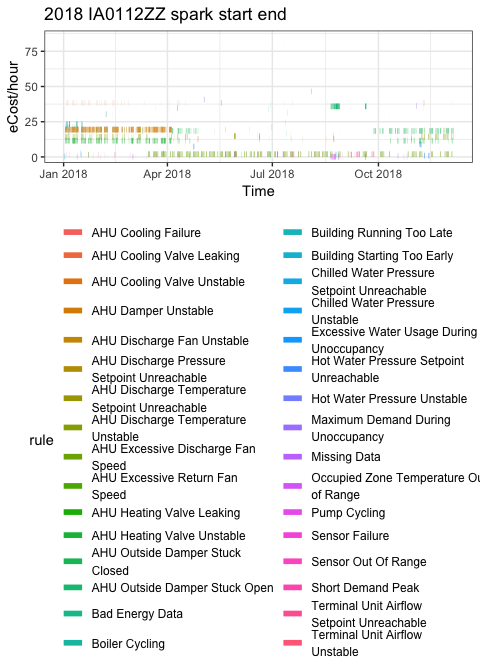 2018 IA0112ZZ spark start end
eCost/hour
75
50
25
0
Jan 2018
Apr 2018
Jul 2018
Oct 2018
Time
rule
AHU Cooling Failure
AHU Cooling Valve Leaking
AHU Cooling Valve Unstable
AHU Damper Unstable
AHU Discharge Fan Unstable
AHU Discharge Pressure
Setpoint Unreachable
AHU Discharge Temperature
Setpoint Unreachable
AHU Discharge Temperature
Unstable
AHU Excessive Discharge Fan
Speed
AHU Excessive Return Fan
Speed
AHU Heating Valve Leaking
AHU Heating Valve Unstable
AHU Outside Damper Stuck
Closed
AHU Outside Damper Stuck Open
Bad Energy Data
Boiler Cycling
Building Running Too Late
Building Starting Too Early
Chilled Water Pressure
Setpoint Unreachable
Chilled Water Pressure
Unstable
Excessive Water Usage During
Unoccupancy
Hot Water Pressure Setpoint
Unreachable
Hot Water Pressure Unstable
Maximum Demand During
Unoccupancy
Missing Data
Occupied Zone Temperature Ou
of Range
Pump Cycling
Sensor Failure
Sensor Out Of Range
Short Demand Peak
Terminal Unit Airflow
Setpoint Unreachable
Terminal Unit Airflow
Unstable